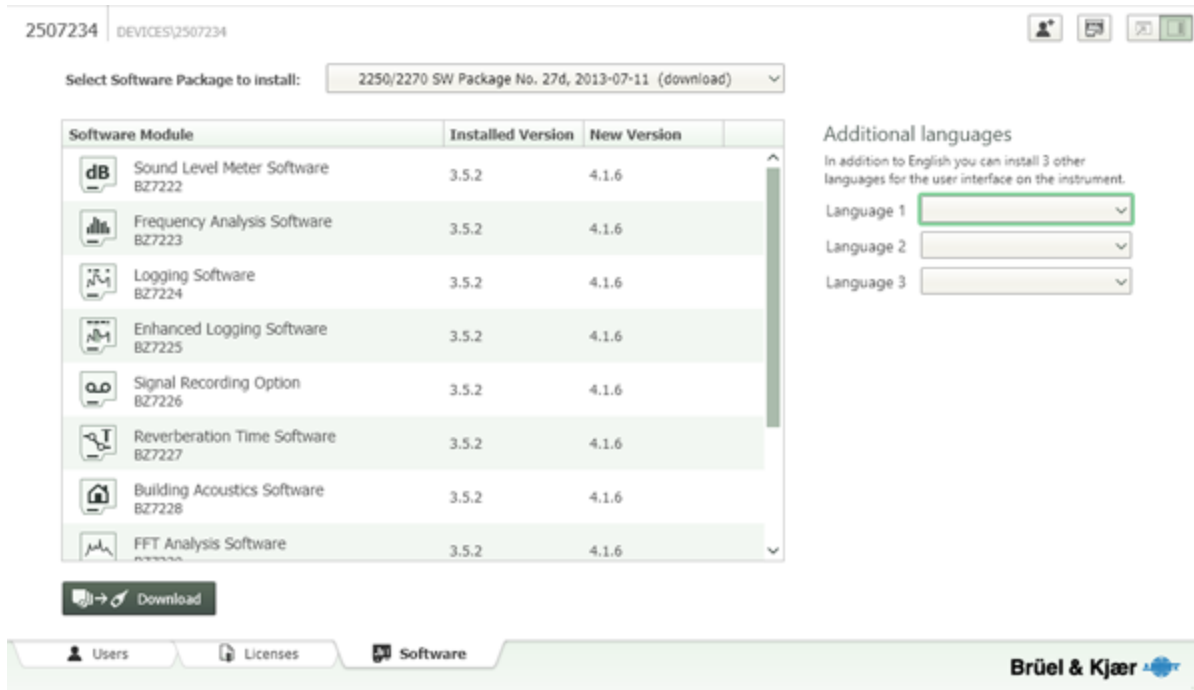 2507234 DEVICES\2507234
Select Software Package to install: 2250/2270 SW Package No. 27d, 2013-07-11 (download)
Software Module Installed Version New Version
dB Sound Level Meter Software 3.5.2 4.1.6
BZ7222
Frequency Analysis Software 3.5.2 4.1.6
BZ7223
Logging Software 3.5.2 4.1.6
BZ7224
Enhanced Logging Software 3.5.2 4.1.6
BZ7225
Signal Recording Option 3.5.2 4.1.6
BZ7226
T Reverberation Time Software 3.5.2 4.1.6
BZ7227
Building Acoustics Software 3.5.2 4.1.6
BZ7228
FFT Analysis Software 3.5.2 4.1.6
Additional languages
In addition to English you can install 3 other
languages for the user interface on the instrument.
Language 1
Language 2
Language 3
Download
Users Licenses Software
Brüel & Kjær